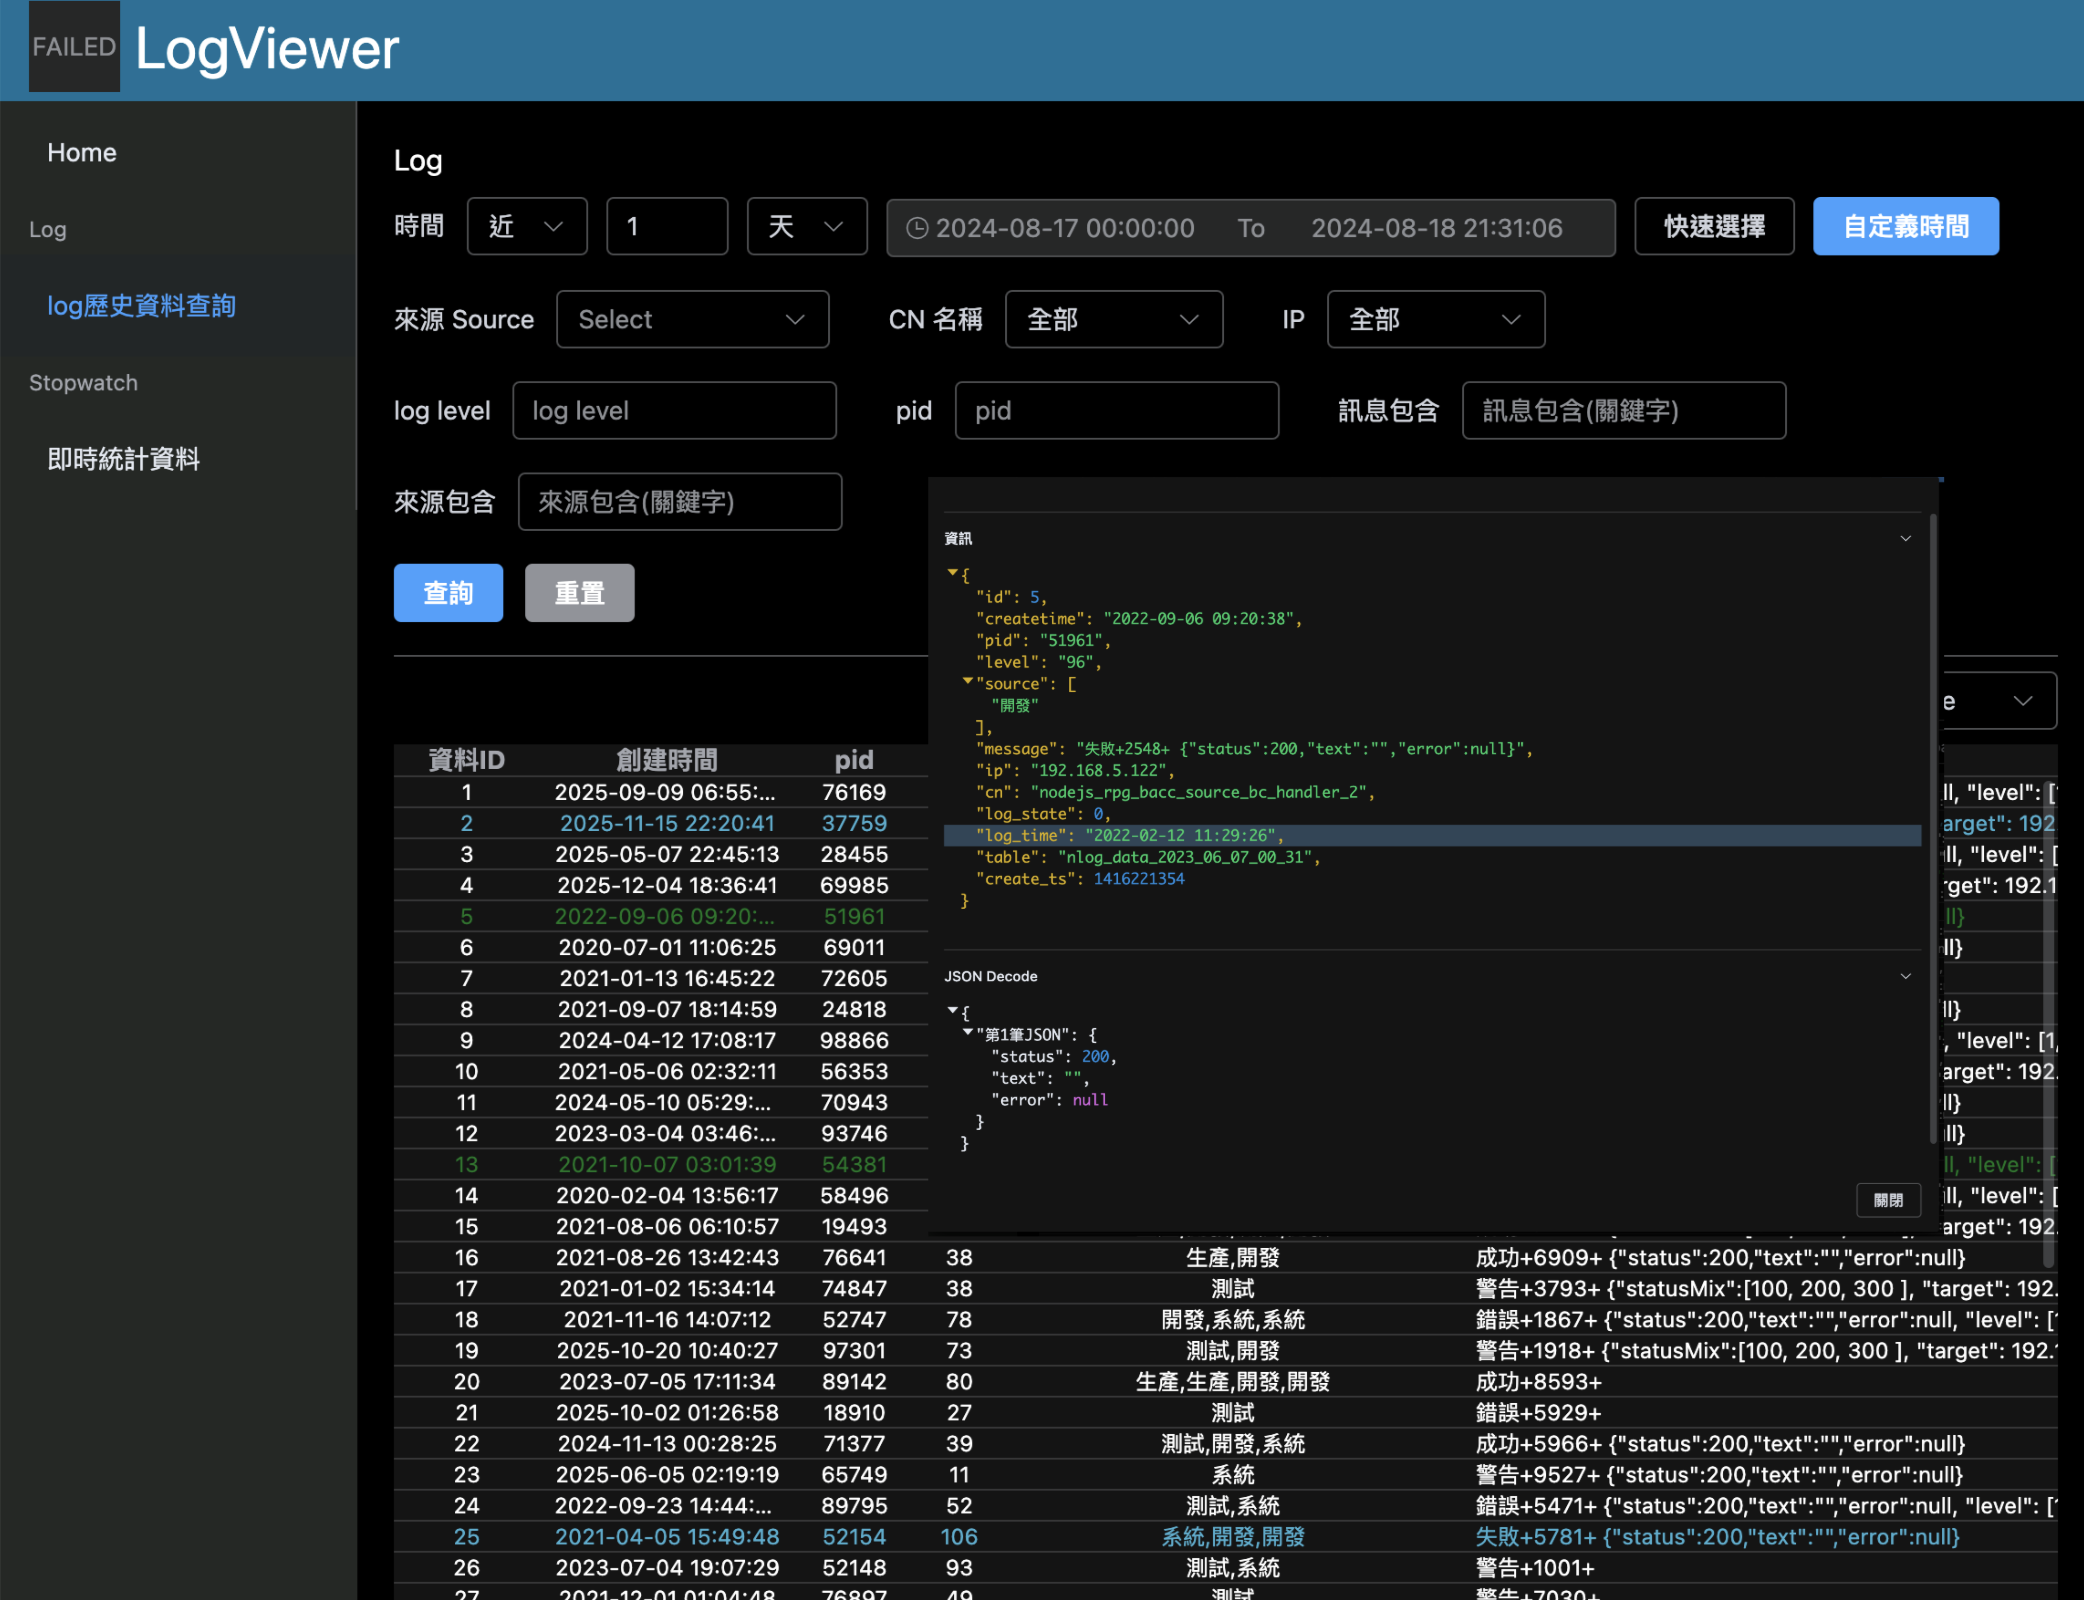 FAILED LogViewer
Home
Log
log歷史資料查詢
Stopwatch
即時統計資料
Log
時間 近 1 天 2024-08-17 00:00:00 To 2024-08-18 21:31:06 快速選擇 自定義時間
來源 Source Select CN 名稱 全部 IP 全部
log level log level pid pid 訊息包含 訊息包含(關鍵字)
來源包含 來源包含(關鍵字)
查詢 重置
資訊
{
"id": 5,
"createtime": "2022-09-06 09:20:38",
"pid": "51961",
"level": "96",
"source": [
"開發"
],
"message": "失敗+2548+ {"status":200,"text":"","error":null}",
"ip": "192.168.5.122",
"cn": "nodejs_rpg_bacc_source_bc_handler_2",
"log_state": 0,
"log_time": "2022-02-12 11:29:26",
"table": "nlog_data_2023_06_07_00_31",
"create_ts": 1416221354
}
JSON Decode
{
"第1筆JSON": {
"status": 200,
"text": "",
"error": null
}
}
關閉
e
資料ID 創建時間 pid
1 2025-09-09 06:55:... 76169 ll, "level": [
2 2025-11-15 22:20:41 37759 arget": 192
3 2025-05-07 22:45:13 28455 ll, "level": [
4 2025-12-04 18:36:41 69985 rget": 192.1
5 2022-09-06 09:20:... 51961 ll}
6 2020-07-01 11:06:25 69011 ll}
7 2021-01-13 16:45:22 72605
8 2021-09-07 18:14:59 24818 ll}
9 2024-04-12 17:08:17 98866 , "level": [1,
10 2021-05-06 02:32:11 56353 arget": 192.
11 2024-05-10 05:29:... 70943 ll}
12 2023-03-04 03:46:... 93746 ll}
13 2021-10-07 03:01:39 54381 ll, "level": [
14 2020-02-04 13:56:17 58496 ll, "level": [
15 2021-08-06 06:10:57 19493 arget": 192.
16 2021-08-26 13:42:43 76641 38 生產,開發 成功+6909+ {"status":200,"text":"","error":null}
17 2021-01-02 15:34:14 74847 38 測試 警告+3793+ {"statusMix":[100, 200, 300 ], "target": 192.
18 2021-11-16 14:07:12 52747 78 開發,系統,系統 錯誤+1867+ {"status":200,"text":"","error":null, "level": [
19 2025-10-20 10:40:27 97301 73 測試,開發 警告+1918+ {"statusMix":[100, 200, 300 ], "target": 192.1
20 2023-07-05 17:11:34 89142 80 生產,生產,開發,開發 成功+8593+
21 2025-10-02 01:26:58 18910 27 測試 錯誤+5929+
22 2024-11-13 00:28:25 71377 39 測試,開發,系統 成功+5966+ {"status":200,"text":"","error":null}
23 2025-06-05 02:19:19 65749 11 系統 警告+9527+ {"status":200,"text":"","error":null}
24 2022-09-23 14:44:... 89795 52 測試,系統 錯誤+5471+ {"status":200,"text":"","error":null, "level": [
25 2021-04-05 15:49:48 52154 106 系統,開發,開發 失敗+5781+ {"status":200,"text":"","error":null}
26 2023-07-04 19:07:29 52148 93 測試,系統 警告+1001+
27 2021-12-01 01:04:48 76897 49 測試 警告+7030+